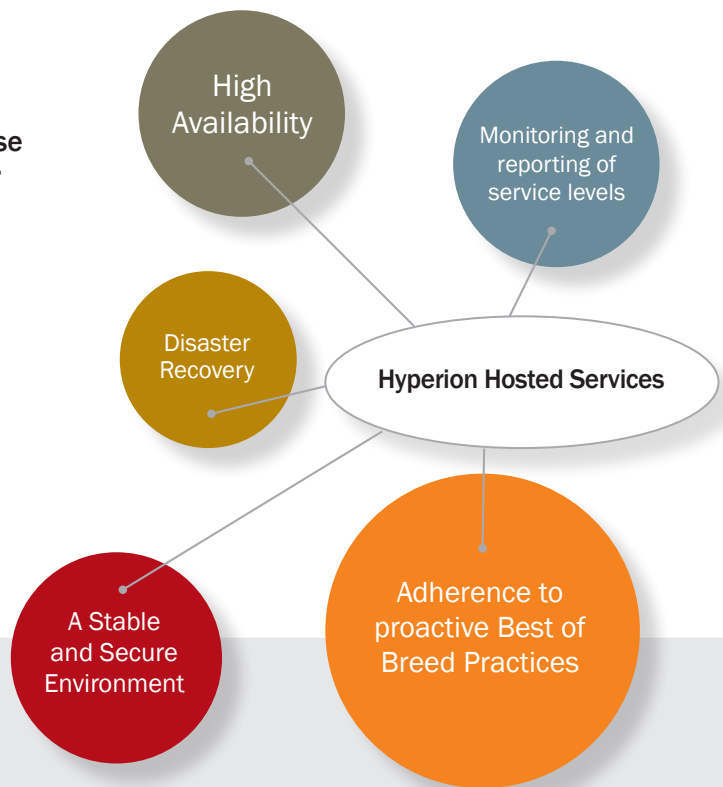 High
Availability
Monitoring and
reporting of
service levels
Disaster
Recovery
Hyperion Hosted Services
A Stable
and Secure
Environment
Adherence to
proactive Best of
Breed Practices